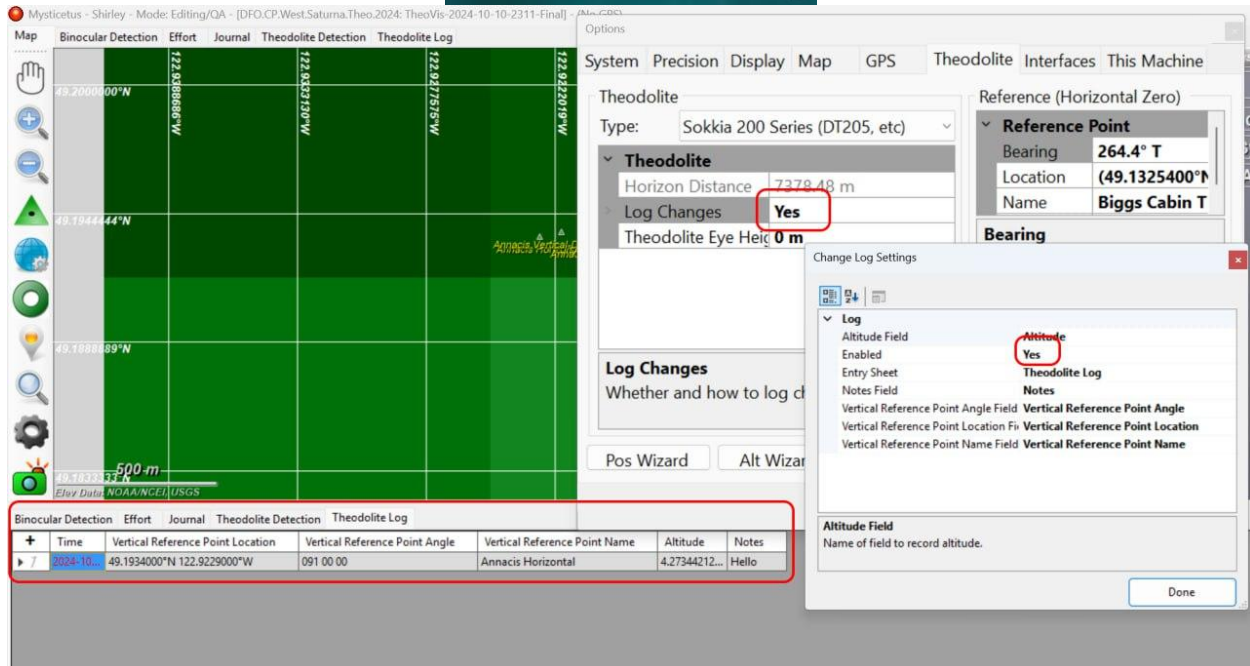 Mysticetus - Shirley - Mode: Editing/QA - [DFO.CP.West.Saturna.Theo.2024: TheoVis-2024-10-10-2311-Final] - (No GPS)
Map
Binocular Detection Effort Journal Theodolite Detection Theodolite Log
122.9388686°W
122.9333130°W
122.9277575°W
122.9222019°W
49.2000000°N
49.1944444°N
Annacis
49.1888889°N
49.1833333°N
500 m
Elev Data: NOAA/NCEI, USGS
Options
System Precision Display Map GPS Theodolite Interfaces This Machine
Theodolite
Type: Sokkia 200 Series (DT205, etc)
Theodolite
Horizon Distance 7378.48 m
Log Changes Yes
Theodolite Eye Heig 0 m
Log Changes
Whether and how to log ch
Pos Wizard Alt Wizar
Reference (Horizontal Zero)
Reference Point
Bearing 264.4° T
Location (49.1325400°N
Name Biggs Cabin T
Bearing
Change Log Settings
Log
Altitude Field Altitude
Enabled Yes
Entry Sheet Theodolite Log
Notes Field Notes
Vertical Reference Point Angle Field Vertical Reference Point Angle
Vertical Reference Point Location Fi Vertical Reference Point Location
Vertical Reference Point Name Field Vertical Reference Point Name
Altitude Field
Name of field to record altitude.
Done
Binocular Detection Effort Journal Theodolite Detection Theodolite Log
+ Time Vertical Reference Point Location Vertical Reference Point Angle Vertical Reference Point Name Altitude Notes
7 2024-10... 49.1934000°N 122.9229000°W 091 00 00 Annacis Horizontal 4.27344212... Hello